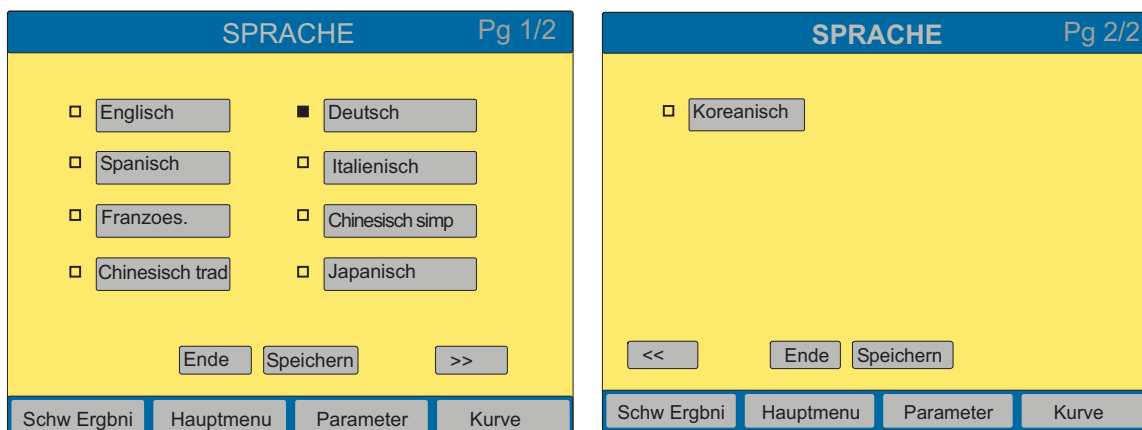 SPRACHE Pg 1/2
Englisch Deutsch
Spanisch Italienisch
Franzoes. Chinesisch simp
Chinesisch trad Japanisch
Ende Speichern >>
Schw Ergbni Hauptmenu Parameter Kurve
SPRACHE Pg 2/2
Koreanisch
<< Ende Speichern
Schw Ergbni Hauptmenu Parameter Kurve